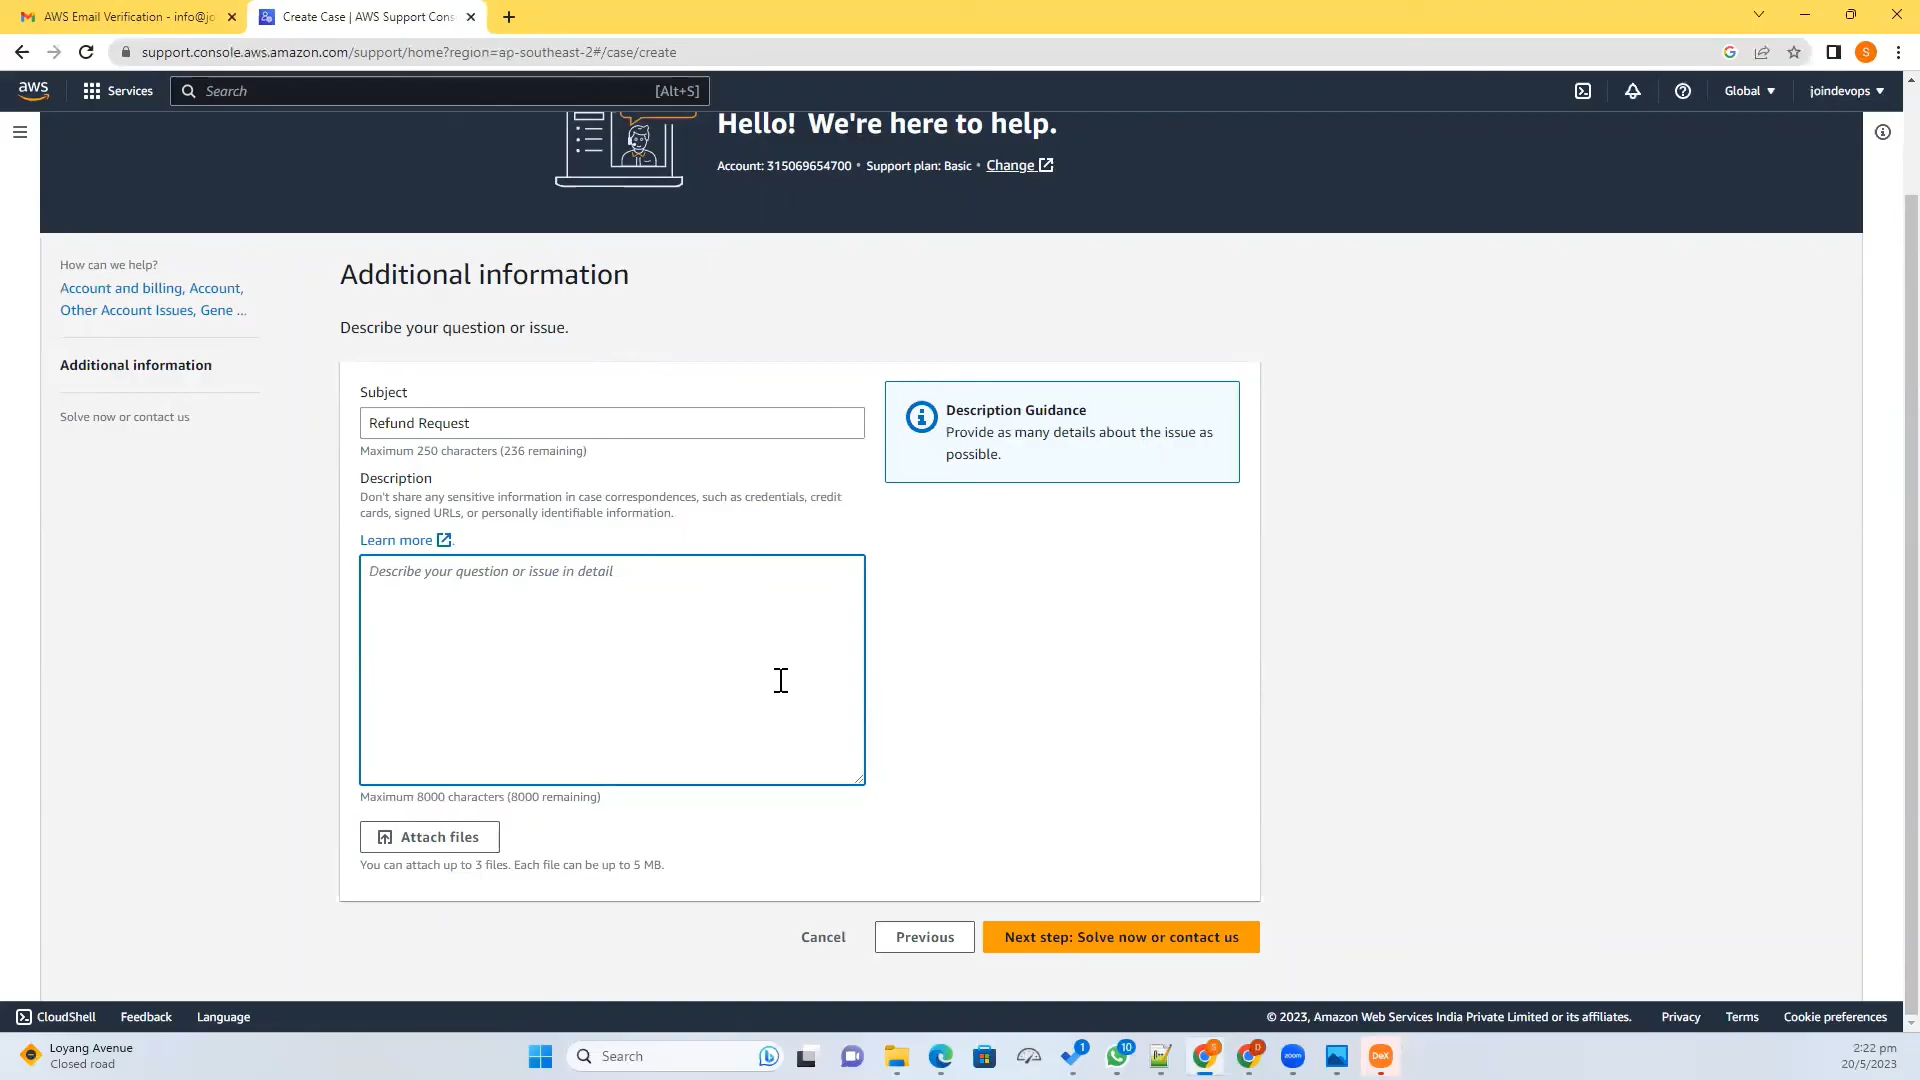 AWS Email Verification - info@jo
Create Case | AWS Support Cons
support.console.aws.amazon.com/support/home?region=ap-southeast-2#/case/create
S
aws
Services
Search
[Alt+S]
Global
joindevops
Hello! We're here to help.
Account: 315069654700 • Support plan: Basic • Change
How can we help?
Account and billing, Account,
Other Account Issues, Gene ...
Additional information
Solve now or contact us
Additional information
Describe your question or issue.
Subject
Refund Request
Maximum 250 characters (236 remaining)
Description
Don't share any sensitive information in case correspondences, such as credentials, credit
cards, signed URLs, or personally identifiable information.
Learn more
Describe your question or issue in detail
Maximum 8000 characters (8000 remaining)
Attach files
You can attach up to 3 files. Each file can be up to 5 MB.
Description Guidance
Provide as many details about the issue as
possible.
Cancel
Previous
Next step: Solve now or contact us
CloudShell
Feedback
Language
© 2023, Amazon Web Services India Private Limited or its affiliates.
Privacy
Terms
Cookie preferences
Loyang Avenue
Closed road
Search
1
10
S
D
zoom
DeX
2:22 pm
20/5/2023